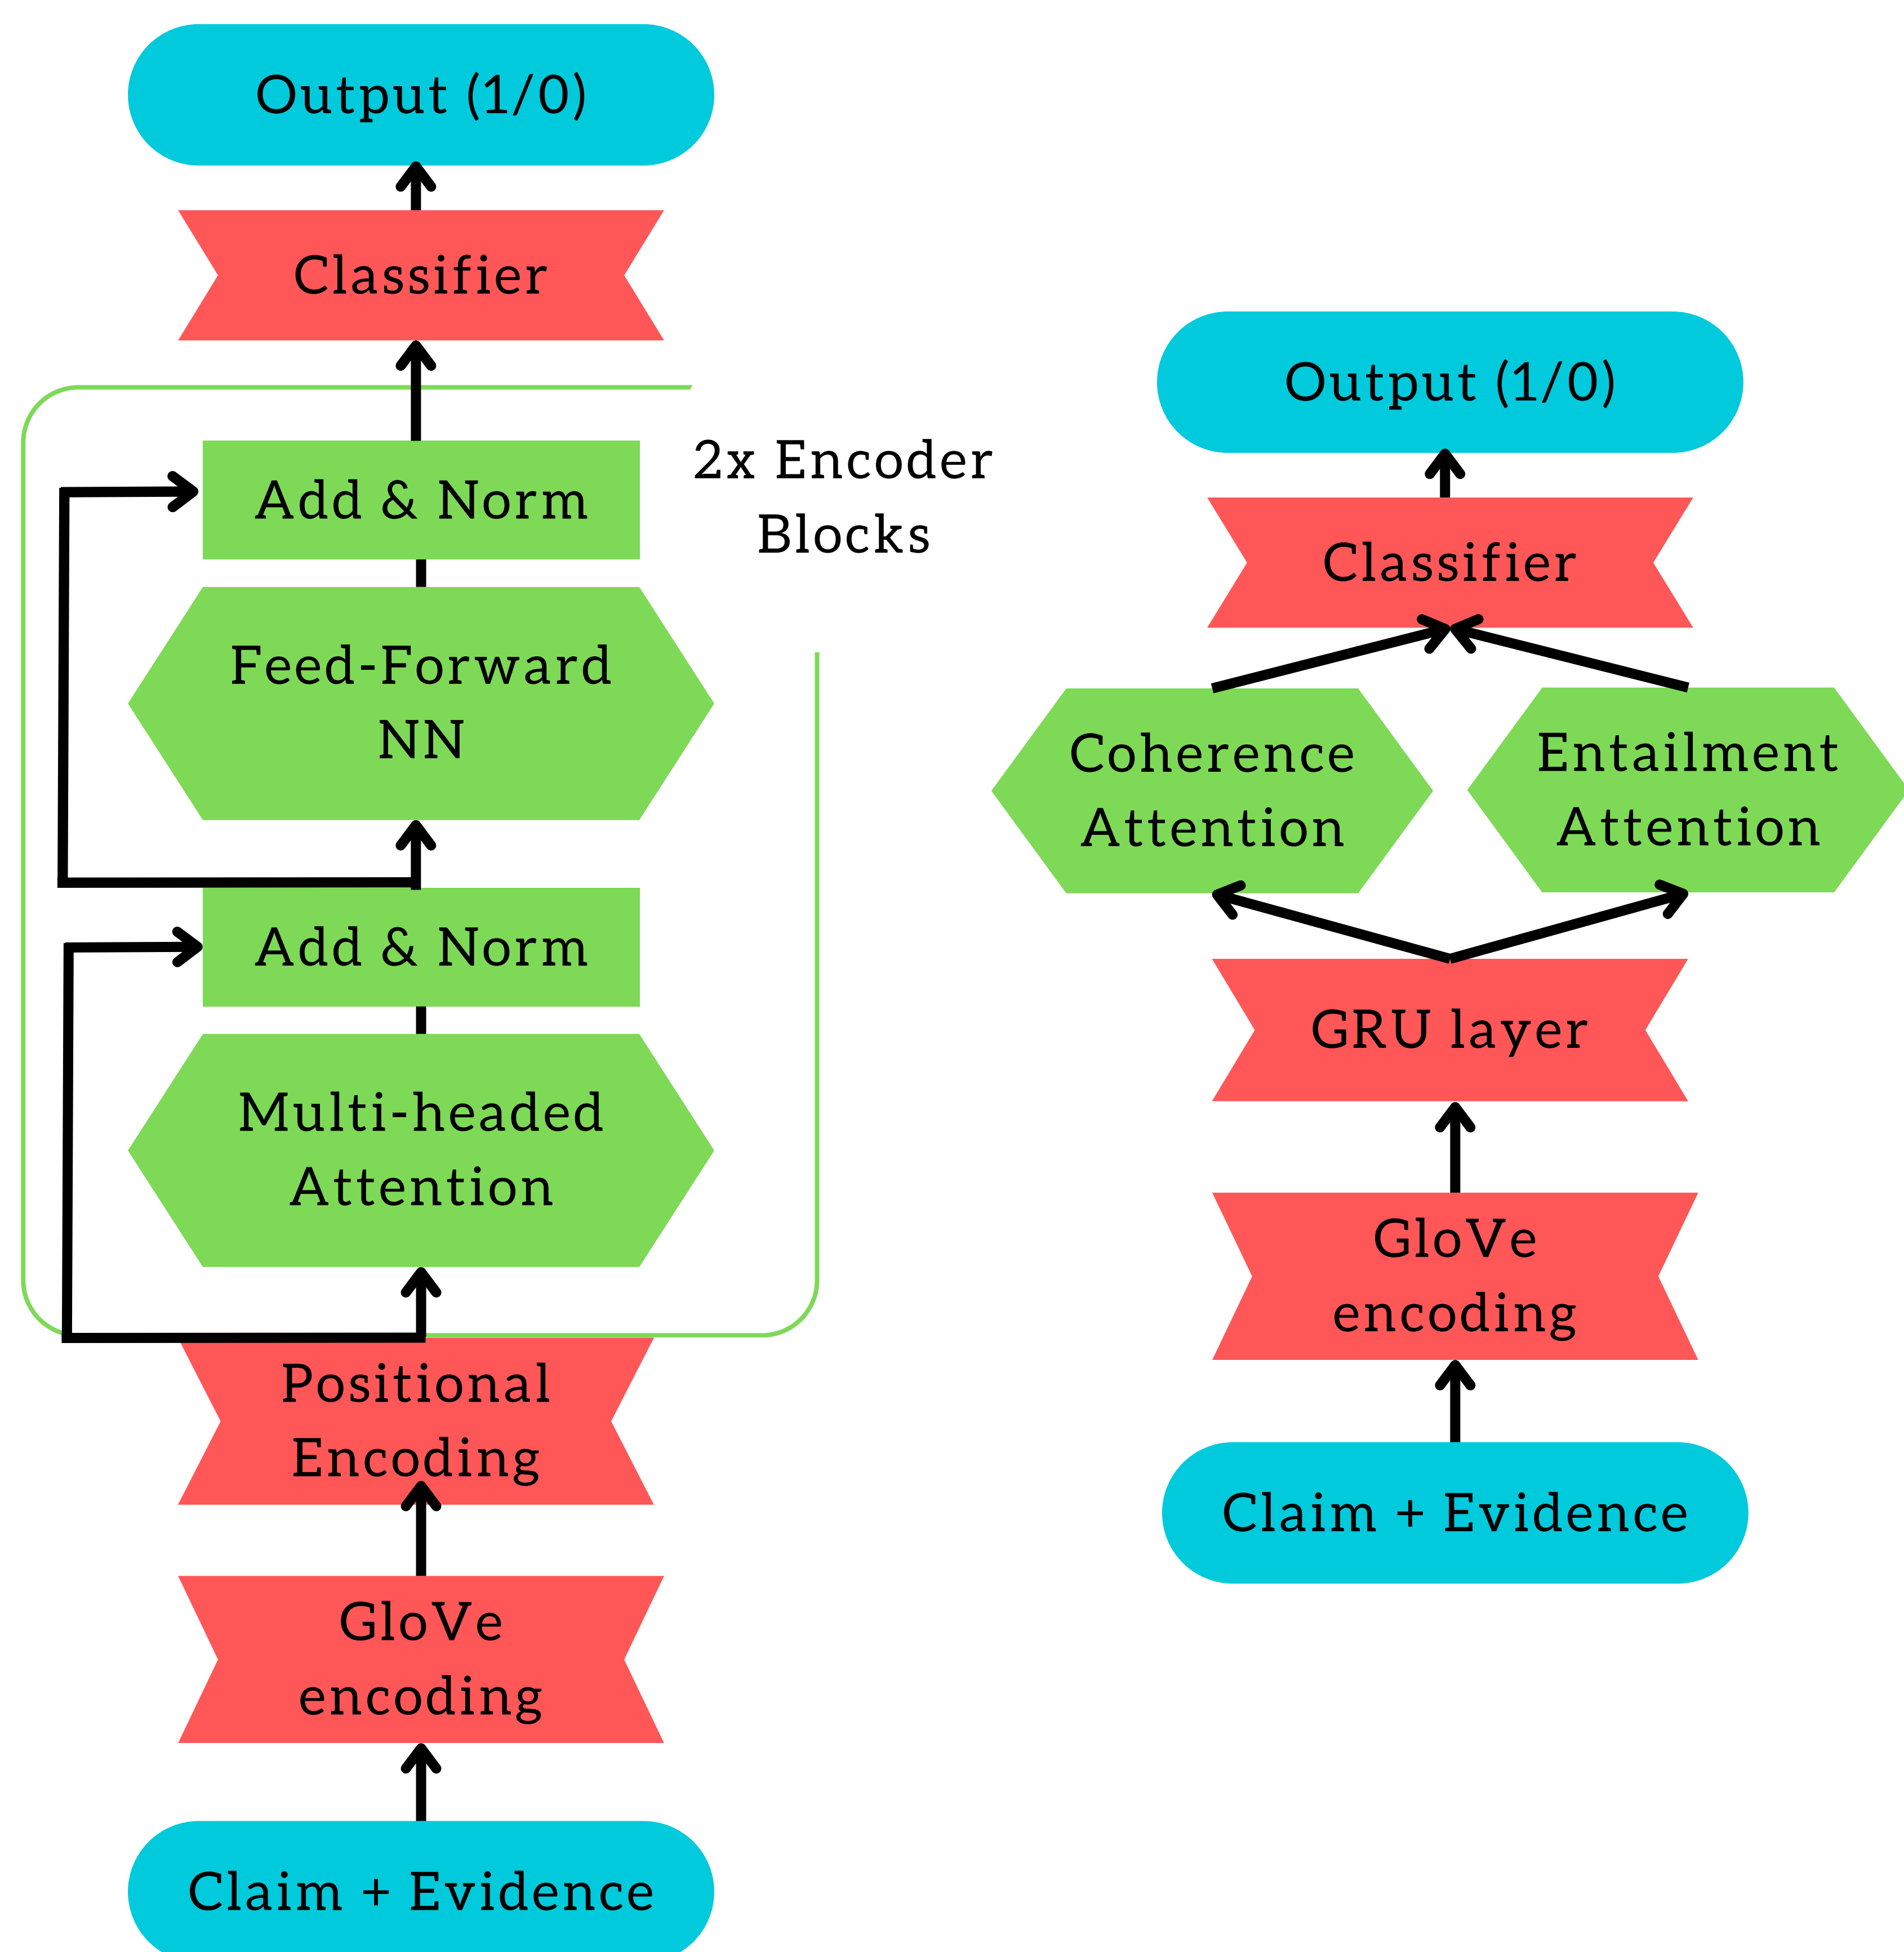 Output (1/0)
Classifier
2x Encoder
Blocks
Add & Norm
Feed-Forward
NN
Add & Norm
Multi-headed
Attention
Positional
Encoding
GloVe
encoding
Claim + Evidence
Output (1/0)
Classifier
Coherence
Attention
Entailment
Attention
GRU layer
GloVe
encoding
Claim + Evidence